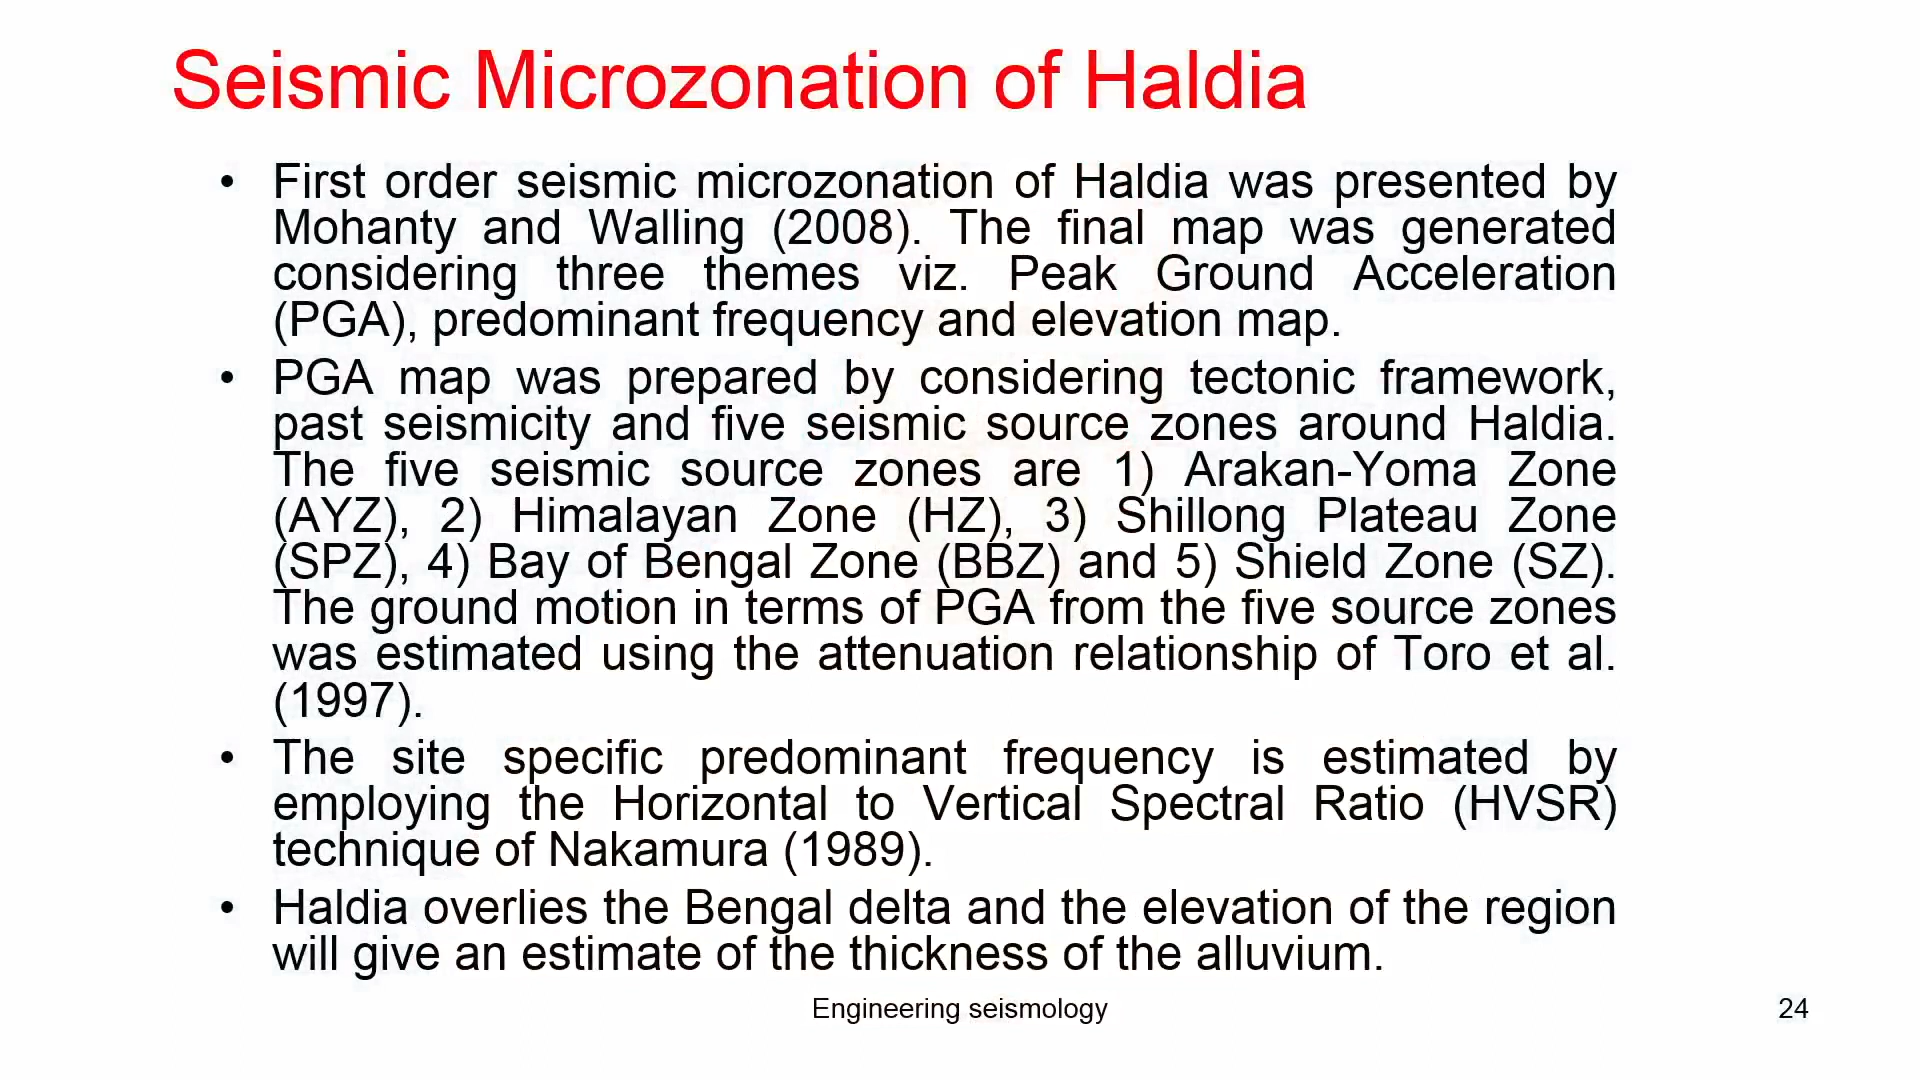 Seismic Microzonation of Haldia
• First order seismic microzonation of Haldia was presented by
Mohanty and Walling (2008). The final map was generated
considering three themes viz. Peak Ground Acceleration
(PGA), predominant frequency and elevation map.
• PGA map was prepared by considering tectonic framework,
past seismicity and five seismic source zones around Haldia.
The five seismic source zones are 1) Arakan-Yoma Zone
(AYZ), 2) Himalayan Zone (HZ), 3) Shillong Plateau Zone
(SPZ), 4) Bay of Bengal Zone (BBZ) and 5) Shield Zone (SZ).
The ground motion in terms of PGA from the five source zones
was estimated using the attenuation relationship of Toro et al.
(1997).
• The site specific predominant frequency is estimated by
employing the Horizontal to Vertical Spectral Ratio (HVSR)
technique of Nakamura (1989).
• Haldia overlies the Bengal delta and the elevation of the region
will give an estimate of the thickness of the alluvium.
Engineering seismology
24